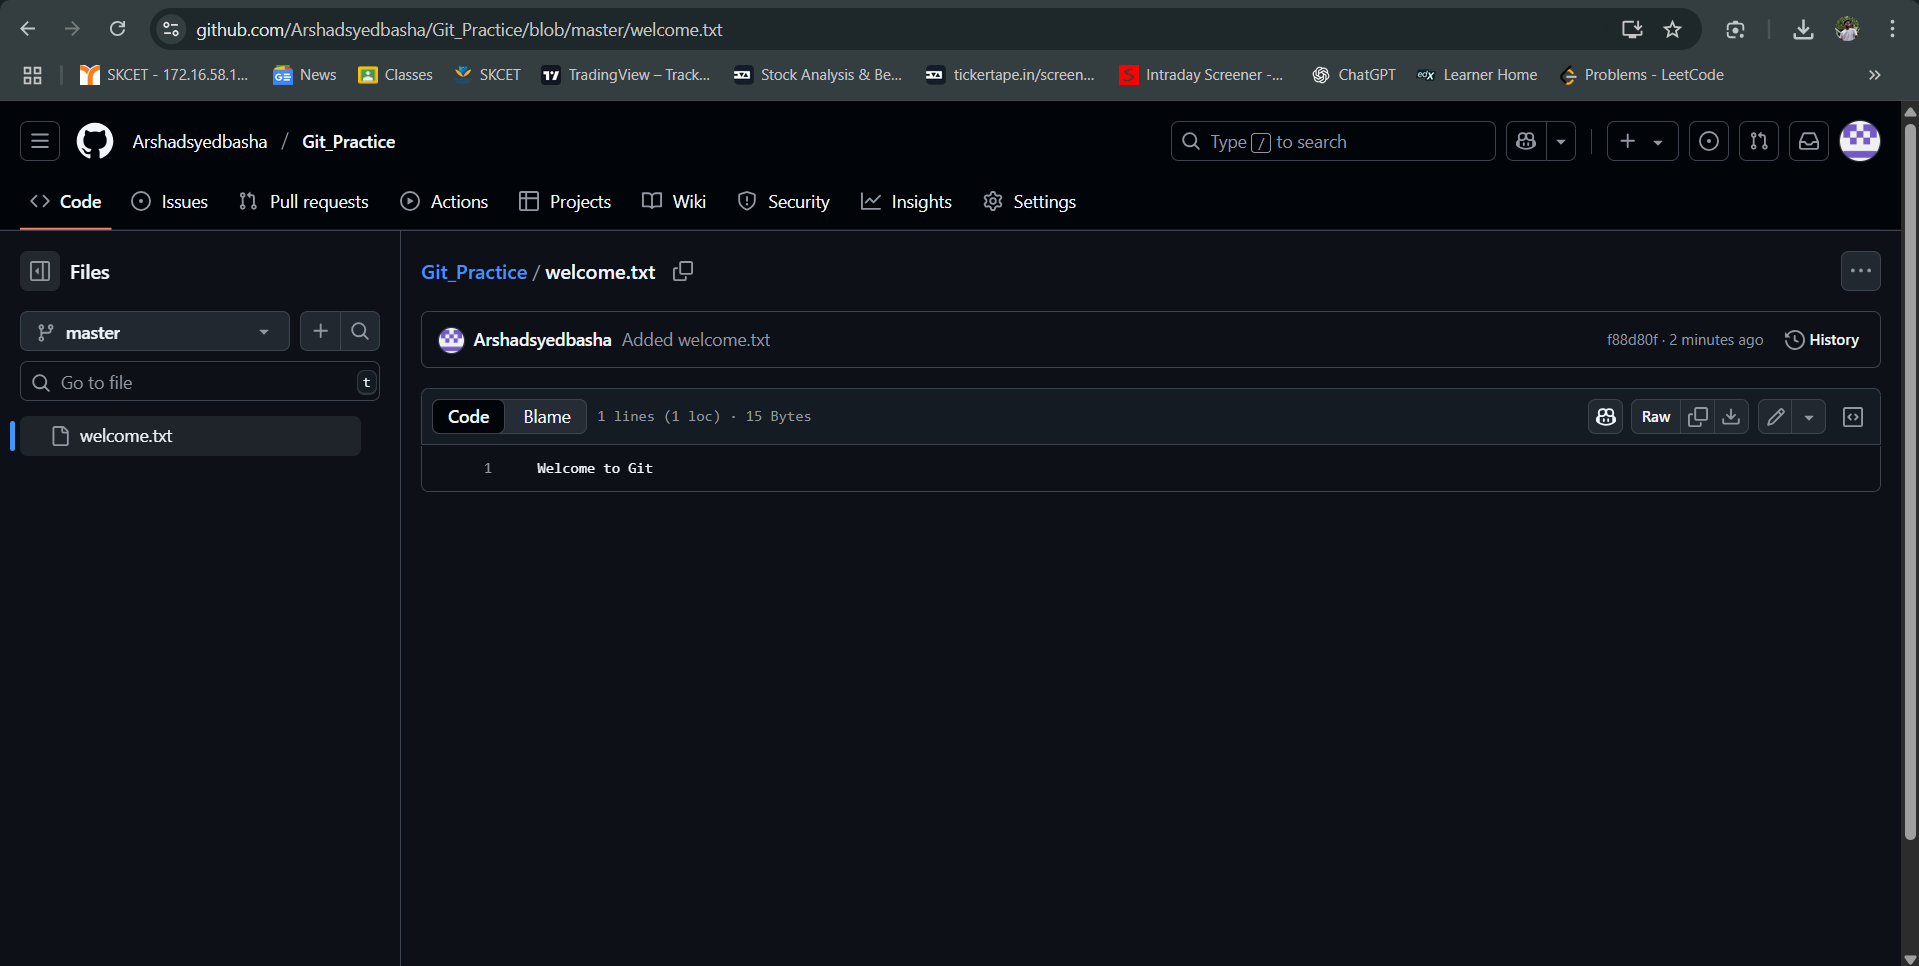 github.com/Arshadsyedbasha/Git_Practice/blob/master/welcome.txt
SKCET - 172.16.58.1... News Classes SKCET TradingView – Track... Stock Analysis & Be... tickertape.in/screen... Intraday Screener -... ChatGPT edX Learner Home Problems - LeetCode
Arshadsyedbasha / Git_Practice
Type / to search
Code Issues Pull requests Actions Projects Wiki Security Insights Settings
Files
Git_Practice / welcome.txt
master
Arshadsyedbasha Added welcome.txt f88d80f · 2 minutes ago History
Go to file t
Code Blame 1 lines (1 loc) · 15 Bytes Raw
welcome.txt
1 Welcome to Git